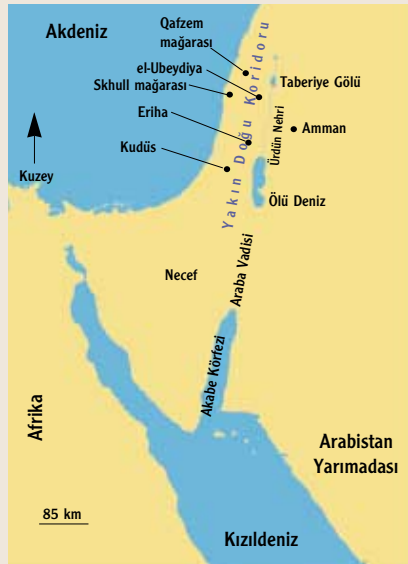 Akdeniz
Qafzem
mağarası
el-Ubeydiya
Skhull mağarası
Taberiye Gölü
Eriha
Amman
Kudüs
Ürdün Nehri
Yakın Doğu Koridoru
Kuzey
Ölü Deniz
Necef
Araba Vadisi
Akabe Körfezi
Afrika
Arabistan
Yarımadası
85 km
Kızıldeniz